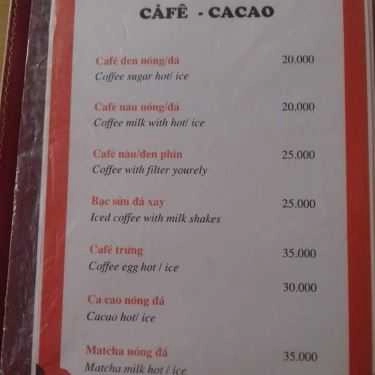 CÀFÊ - CACAO
Café đen nóng/đá 20.000
Coffee sugar hot/ ice
Café nâu nóng/đá 20.000
Coffee milk with hot/ ice
Café nâu/đen phin 25.000
Coffee with filter yourely
Bạc sửu đá xay 25.000
Iced coffee with milk shakes
Café trứng 35.000
Coffee egg hot / ice
30.000
Ca cao nóng đá
Cacao hot/ ice
Matcha nóng đá 35.000
Matcha milk hot / ice